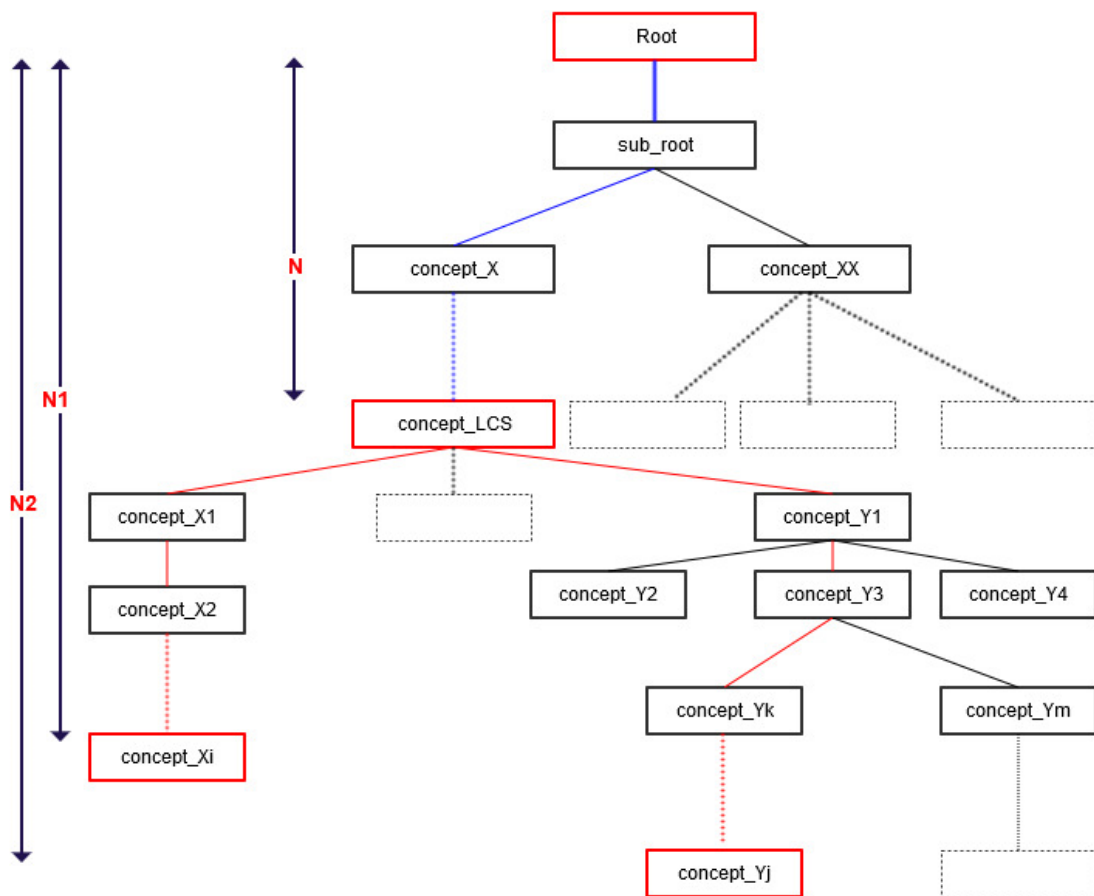 Root
sub_root
concept_X
concept_XX
N
N1
concept_LCS
N2
concept_X1
concept_Y1
concept_X2
concept_Y2
concept_Y3
concept_Y4
concept_Yk
concept_Ym
concept_Xi
concept_Yj